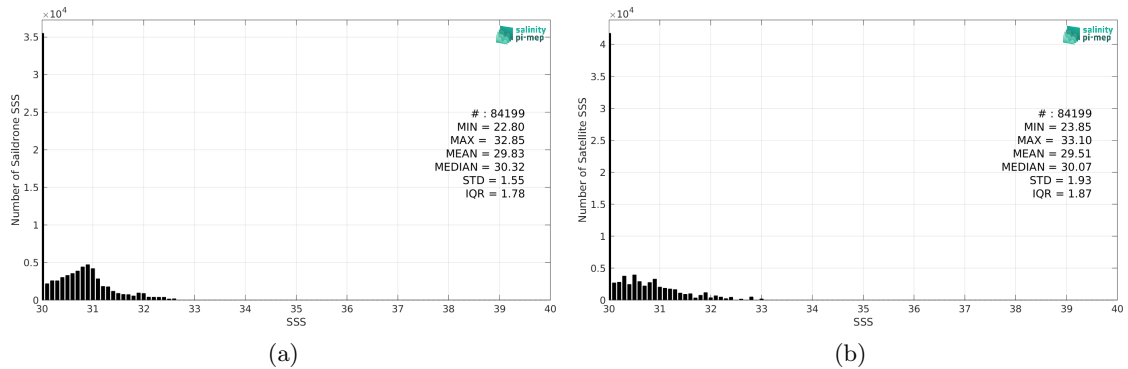 ×10⁴
3.5
3
2.5
2
1.5
1
0.5
0
30 31 32 33 34 35 36 37 38 39 40
SSS
Number of Saildrone SSS
salinity
pi-mep
# : 84199
MIN = 22.80
MAX = 32.85
MEAN = 29.83
MEDIAN = 30.32
STD = 1.55
IQR = 1.78
(a)
×10⁴
4
3.5
3
2.5
2
1.5
1
0.5
0
30 31 32 33 34 35 36 37 38 39 40
SSS
Number of Satellite SSS
salinity
pi-mep
# : 84199
MIN = 23.85
MAX = 33.10
MEAN = 29.51
MEDIAN = 30.07
STD = 1.93
IQR = 1.87
(b)